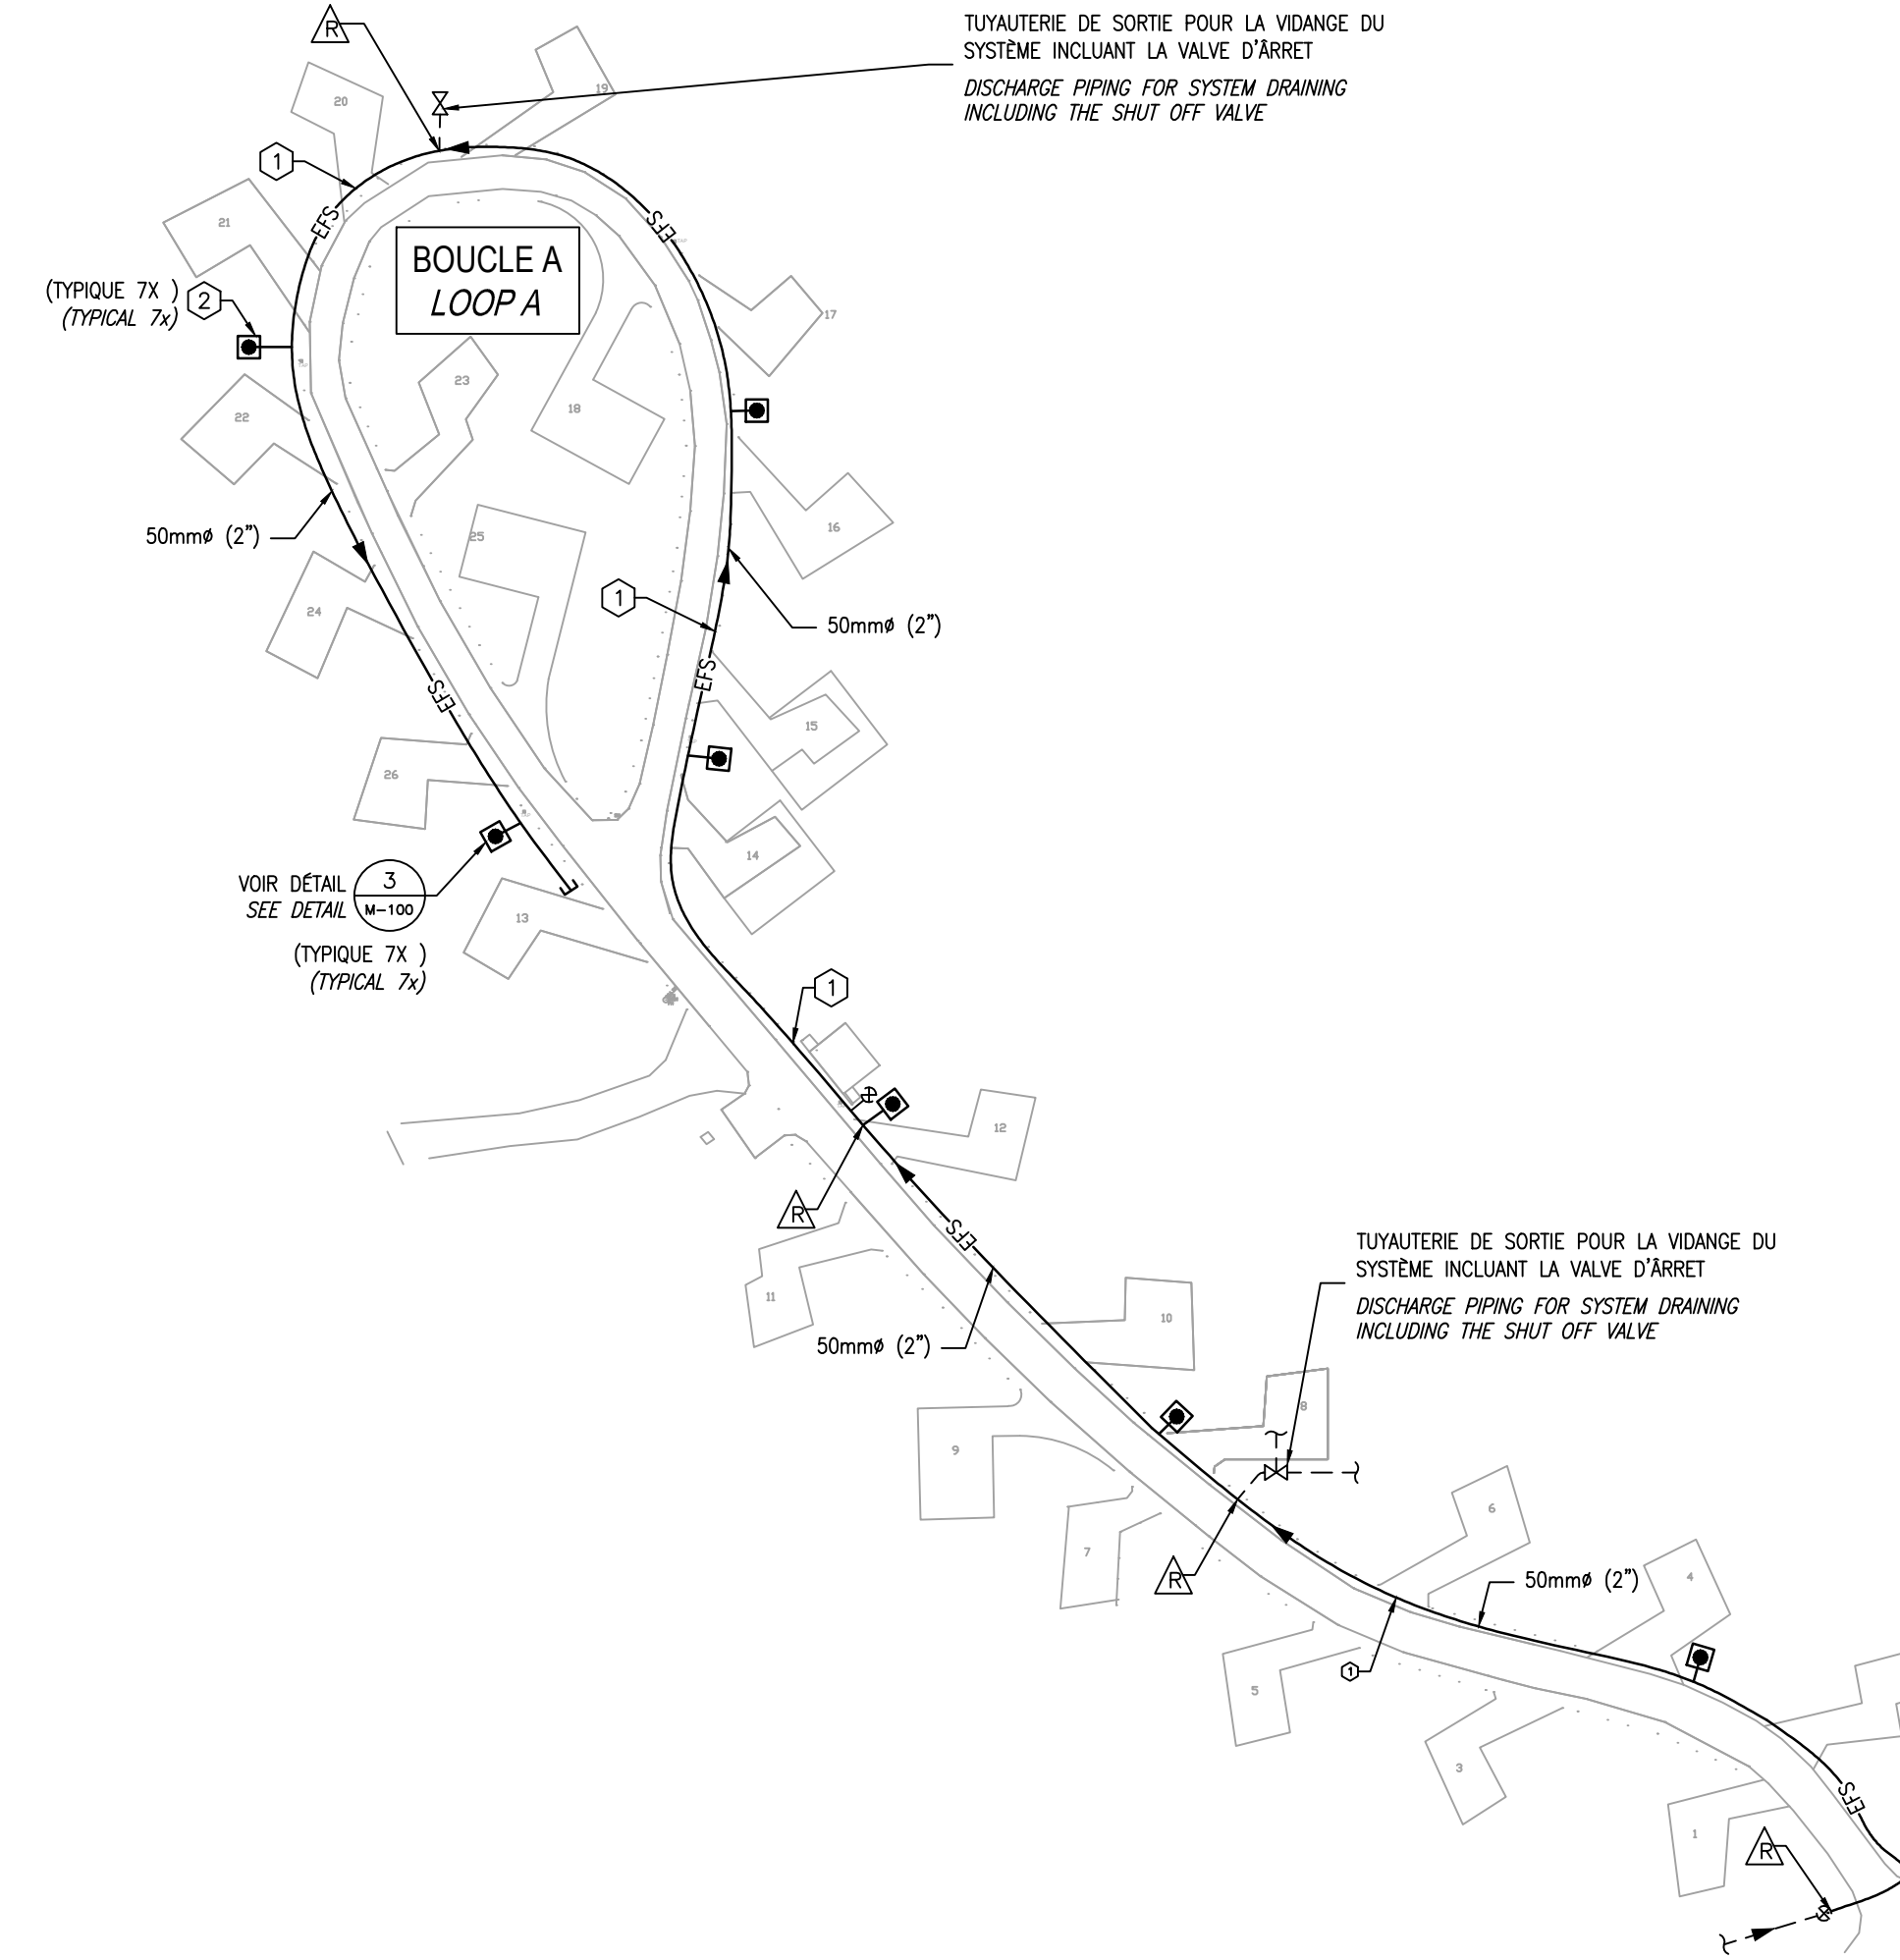 R
TUYAUTERIE DE SORTIE POUR LA VIDANGE DU
SYSTÈME INCLUANT LA VALVE D'ÂRRET
DISCHARGE PIPING FOR SYSTEM DRAINING
INCLUDING THE SHUT OFF VALVE
19
20
1
21
EFS
EFS
BOUCLE A
LOOP A
(TYPIQUE 7X )
(TYPICAL 7x)
2
17
23
18
22
16
50mmø (2")
25
1
24
50mmø (2")
EFS
EFS
15
26
14
VOIR DÉTAIL
SEE DETAIL
3
M-100
13
(TYPIQUE 7X )
(TYPICAL 7x)
1
12
R
EFS
TUYAUTERIE DE SORTIE POUR LA VIDANGE DU
SYSTÈME INCLUANT LA VALVE D'ÂRRET
DISCHARGE PIPING FOR SYSTEM DRAINING
INCLUDING THE SHUT OFF VALVE
11
10
50mmø (2")
8
9
6
7
R
50mmø (2")
4
1
5
3
EFS
1
R